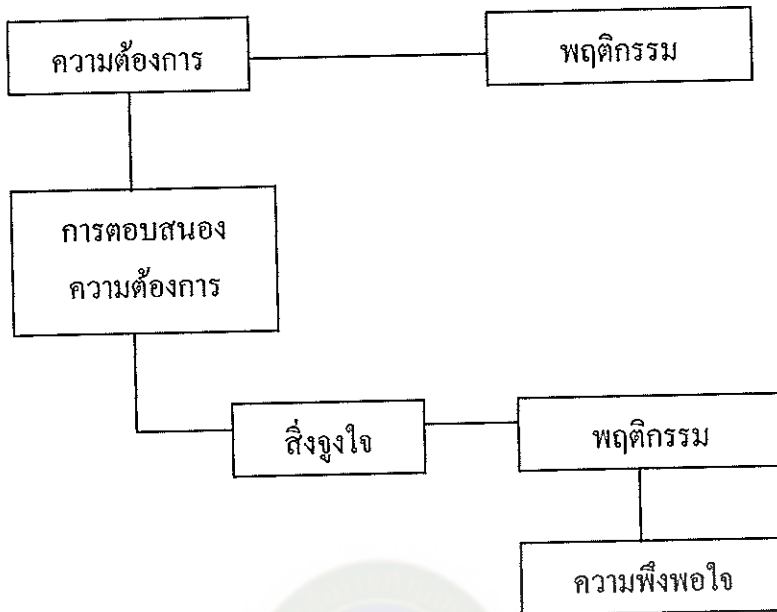 ความต้องการ
พฤติกรรม
การตอบสนอง
ความต้องการ
สิ่งจูงใจ
พฤติกรรม
ความพึงพอใจ